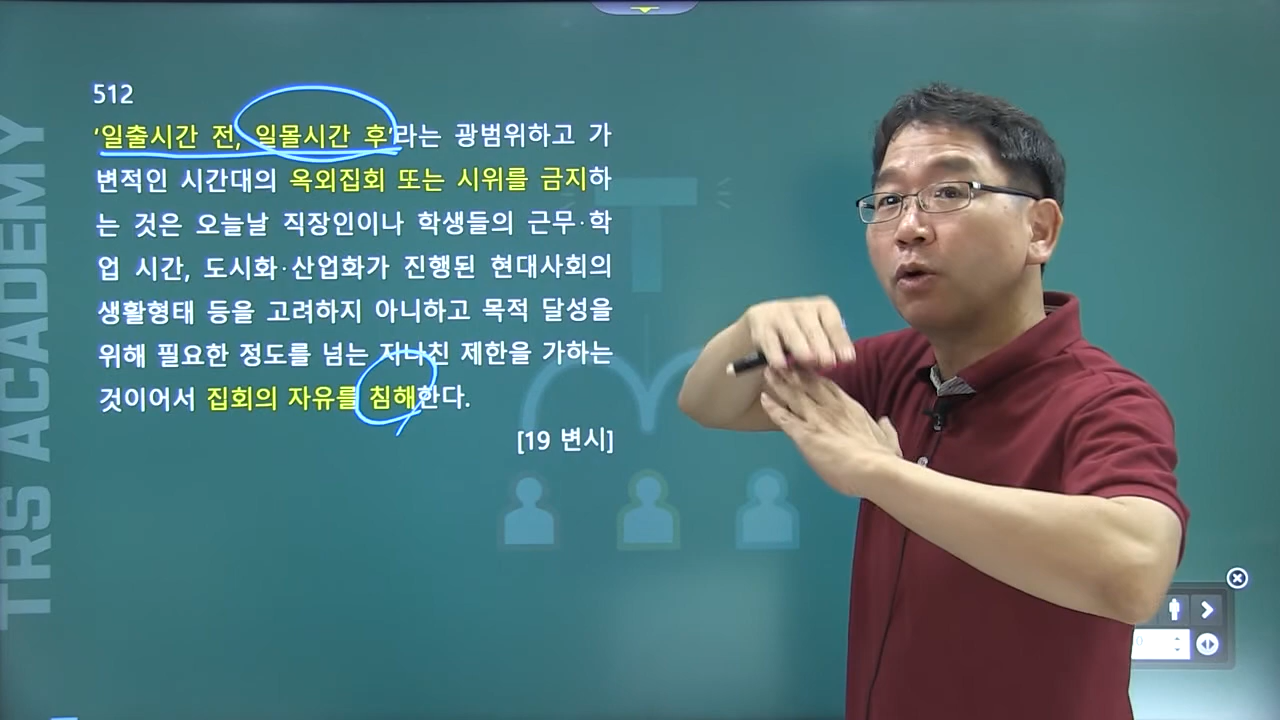 512
'일출시간 전, 일몰시간 후'라는 광범위하고 가
변적인 시간대의 옥외집회 또는 시위를 금지하
는 것은 오늘날 직장인이나 학생들의 근무·학
업 시간, 도시화·산업화가 진행된 현대사회의
생활형태 등을 고려하지 아니하고 목적 달성을
위해 필요한 정도를 넘는 지나친 제한을 가하는
것이어서 집회의 자유를 침해한다.
[19 변시]
TRS ACADEMY